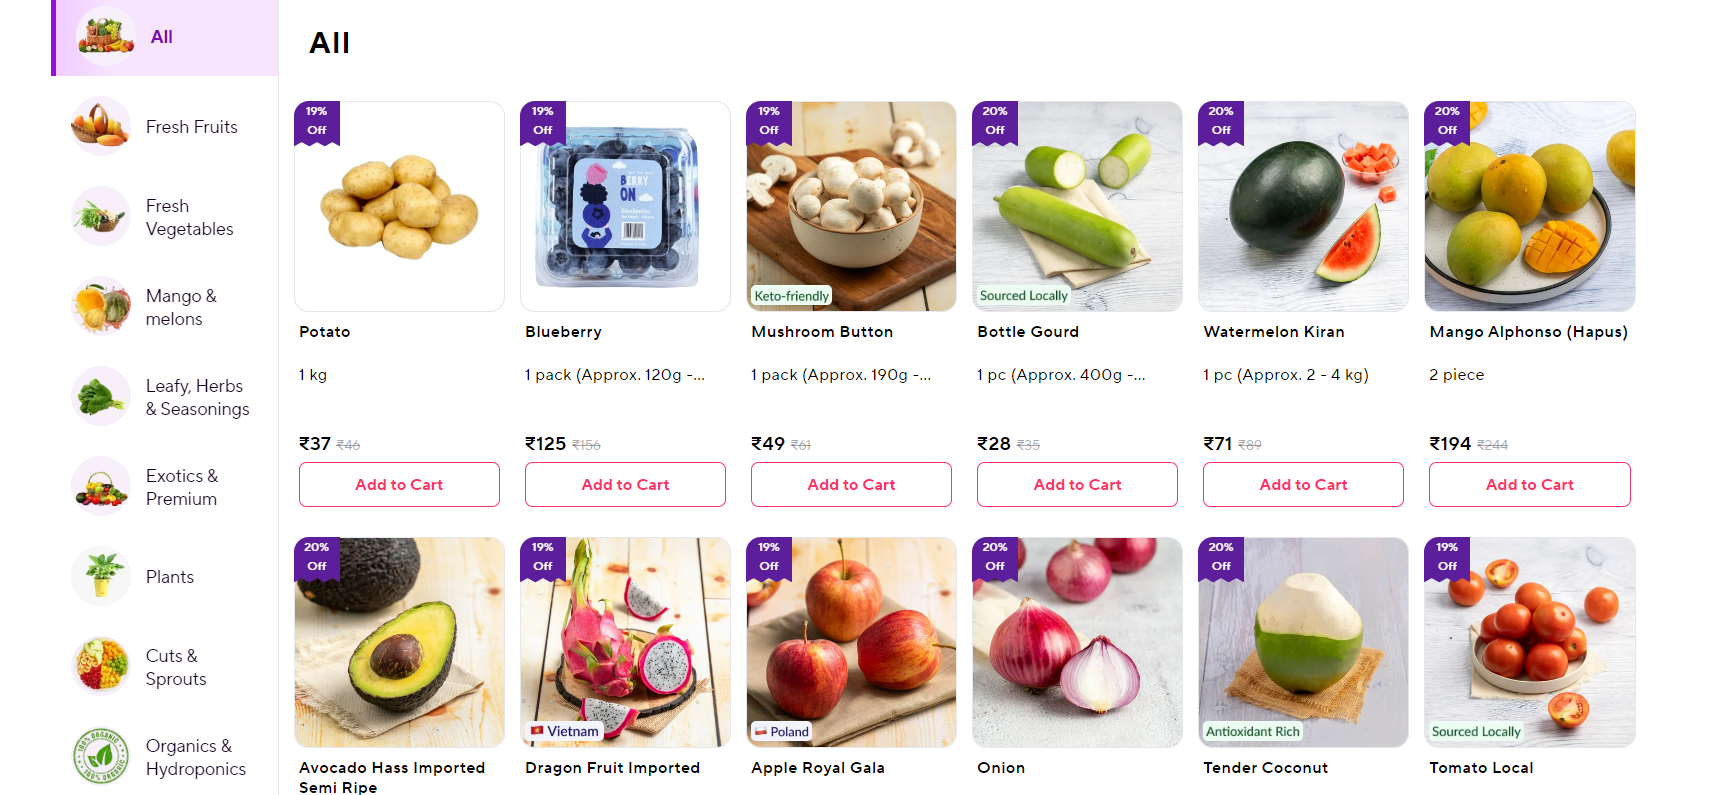 All
Fresh Fruits
Fresh
Vegetables
Mango &
melons
Leafy, Herbs
& Seasonings
Exotics &
Premium
Plants
Cuts &
Sprouts
100% ORGANIC
100% ORGANIC
Organics &
Hydroponics
All
19%
Off
BERRY
ON
Blueberries
19%
Off
19%
Off
Keto-friendly
20%
Off
Sourced Locally
20%
Off
20%
Off
Potato
Blueberry
Mushroom Button
Bottle Gourd
Watermelon Kiran
Mango Alphonso (Hapus)
1 kg
1 pack (Approx. 120g -...
1 pack (Approx. 190g -...
1 pc (Approx. 400g -...
1 pc (Approx. 2 - 4 kg)
2 piece
₹37 ₹46
₹125 ₹156
₹49 ₹61
₹28 ₹35
₹71 ₹89
₹194 ₹244
Add to Cart
Add to Cart
Add to Cart
Add to Cart
Add to Cart
Add to Cart
20%
Off
19%
Off
Vietnam
19%
Off
Poland
20%
Off
20%
Off
Antioxidant Rich
19%
Off
Sourced Locally
Avocado Hass Imported
Semi Ripe
Dragon Fruit Imported
Apple Royal Gala
Onion
Tender Coconut
Tomato Local